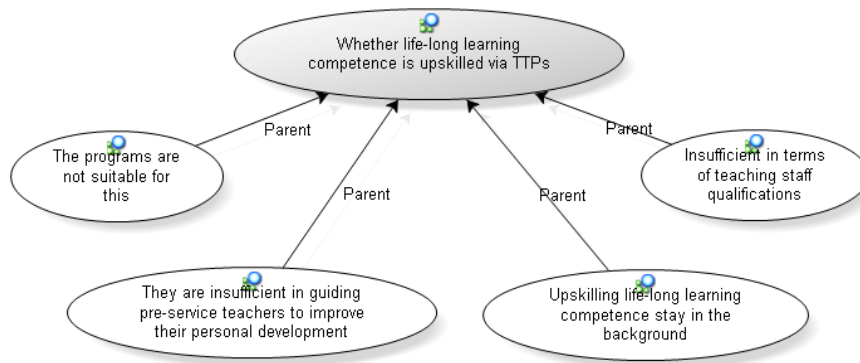 Whether life-long learning
competence is upskilled via TTPs
Parent
Parent
Parent
Parent
The programs are
not suitable for
this
Insufficient in terms
of teaching staff
qualifications
They are insufficient in guiding
pre-service teachers to improve
their personal development
Upskilling life-long learning
competence stay in the
background